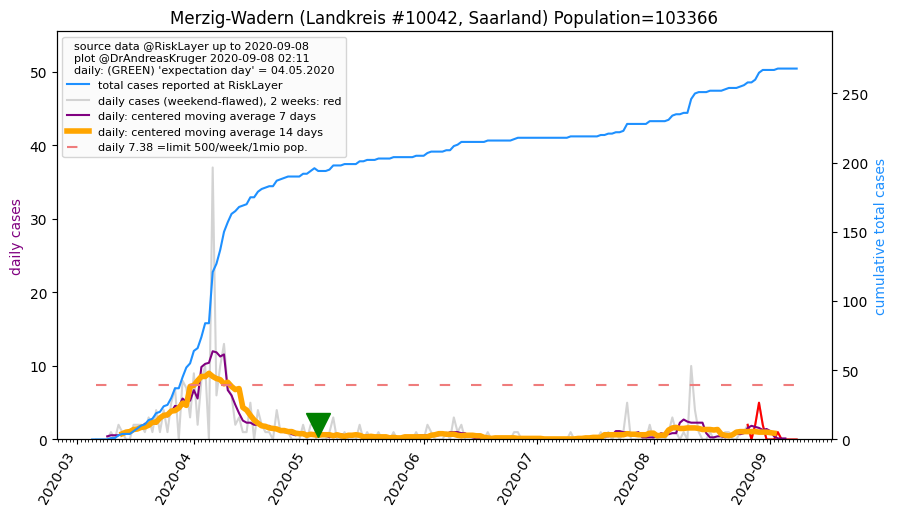 Merzig-Wadern (Landkreis #10042, Saarland) Population=103366
source data @RiskLayer up to 2020-09-08
plot @DrAndreasKruger 2020-09-08 02:11
daily: (GREEN) 'expectation day' = 04.05.2020
total cases reported at RiskLayer
daily cases (weekend-flawed), 2 weeks: red
daily: centered moving average 7 days
daily: centered moving average 14 days
daily 7.38 =limit 500/week/1mio pop.
daily cases
50
40
30
20
10
0
cumulative total cases
250
200
150
100
50
0
2020-03
2020-04
2020-05
2020-06
2020-07
2020-08
2020-09